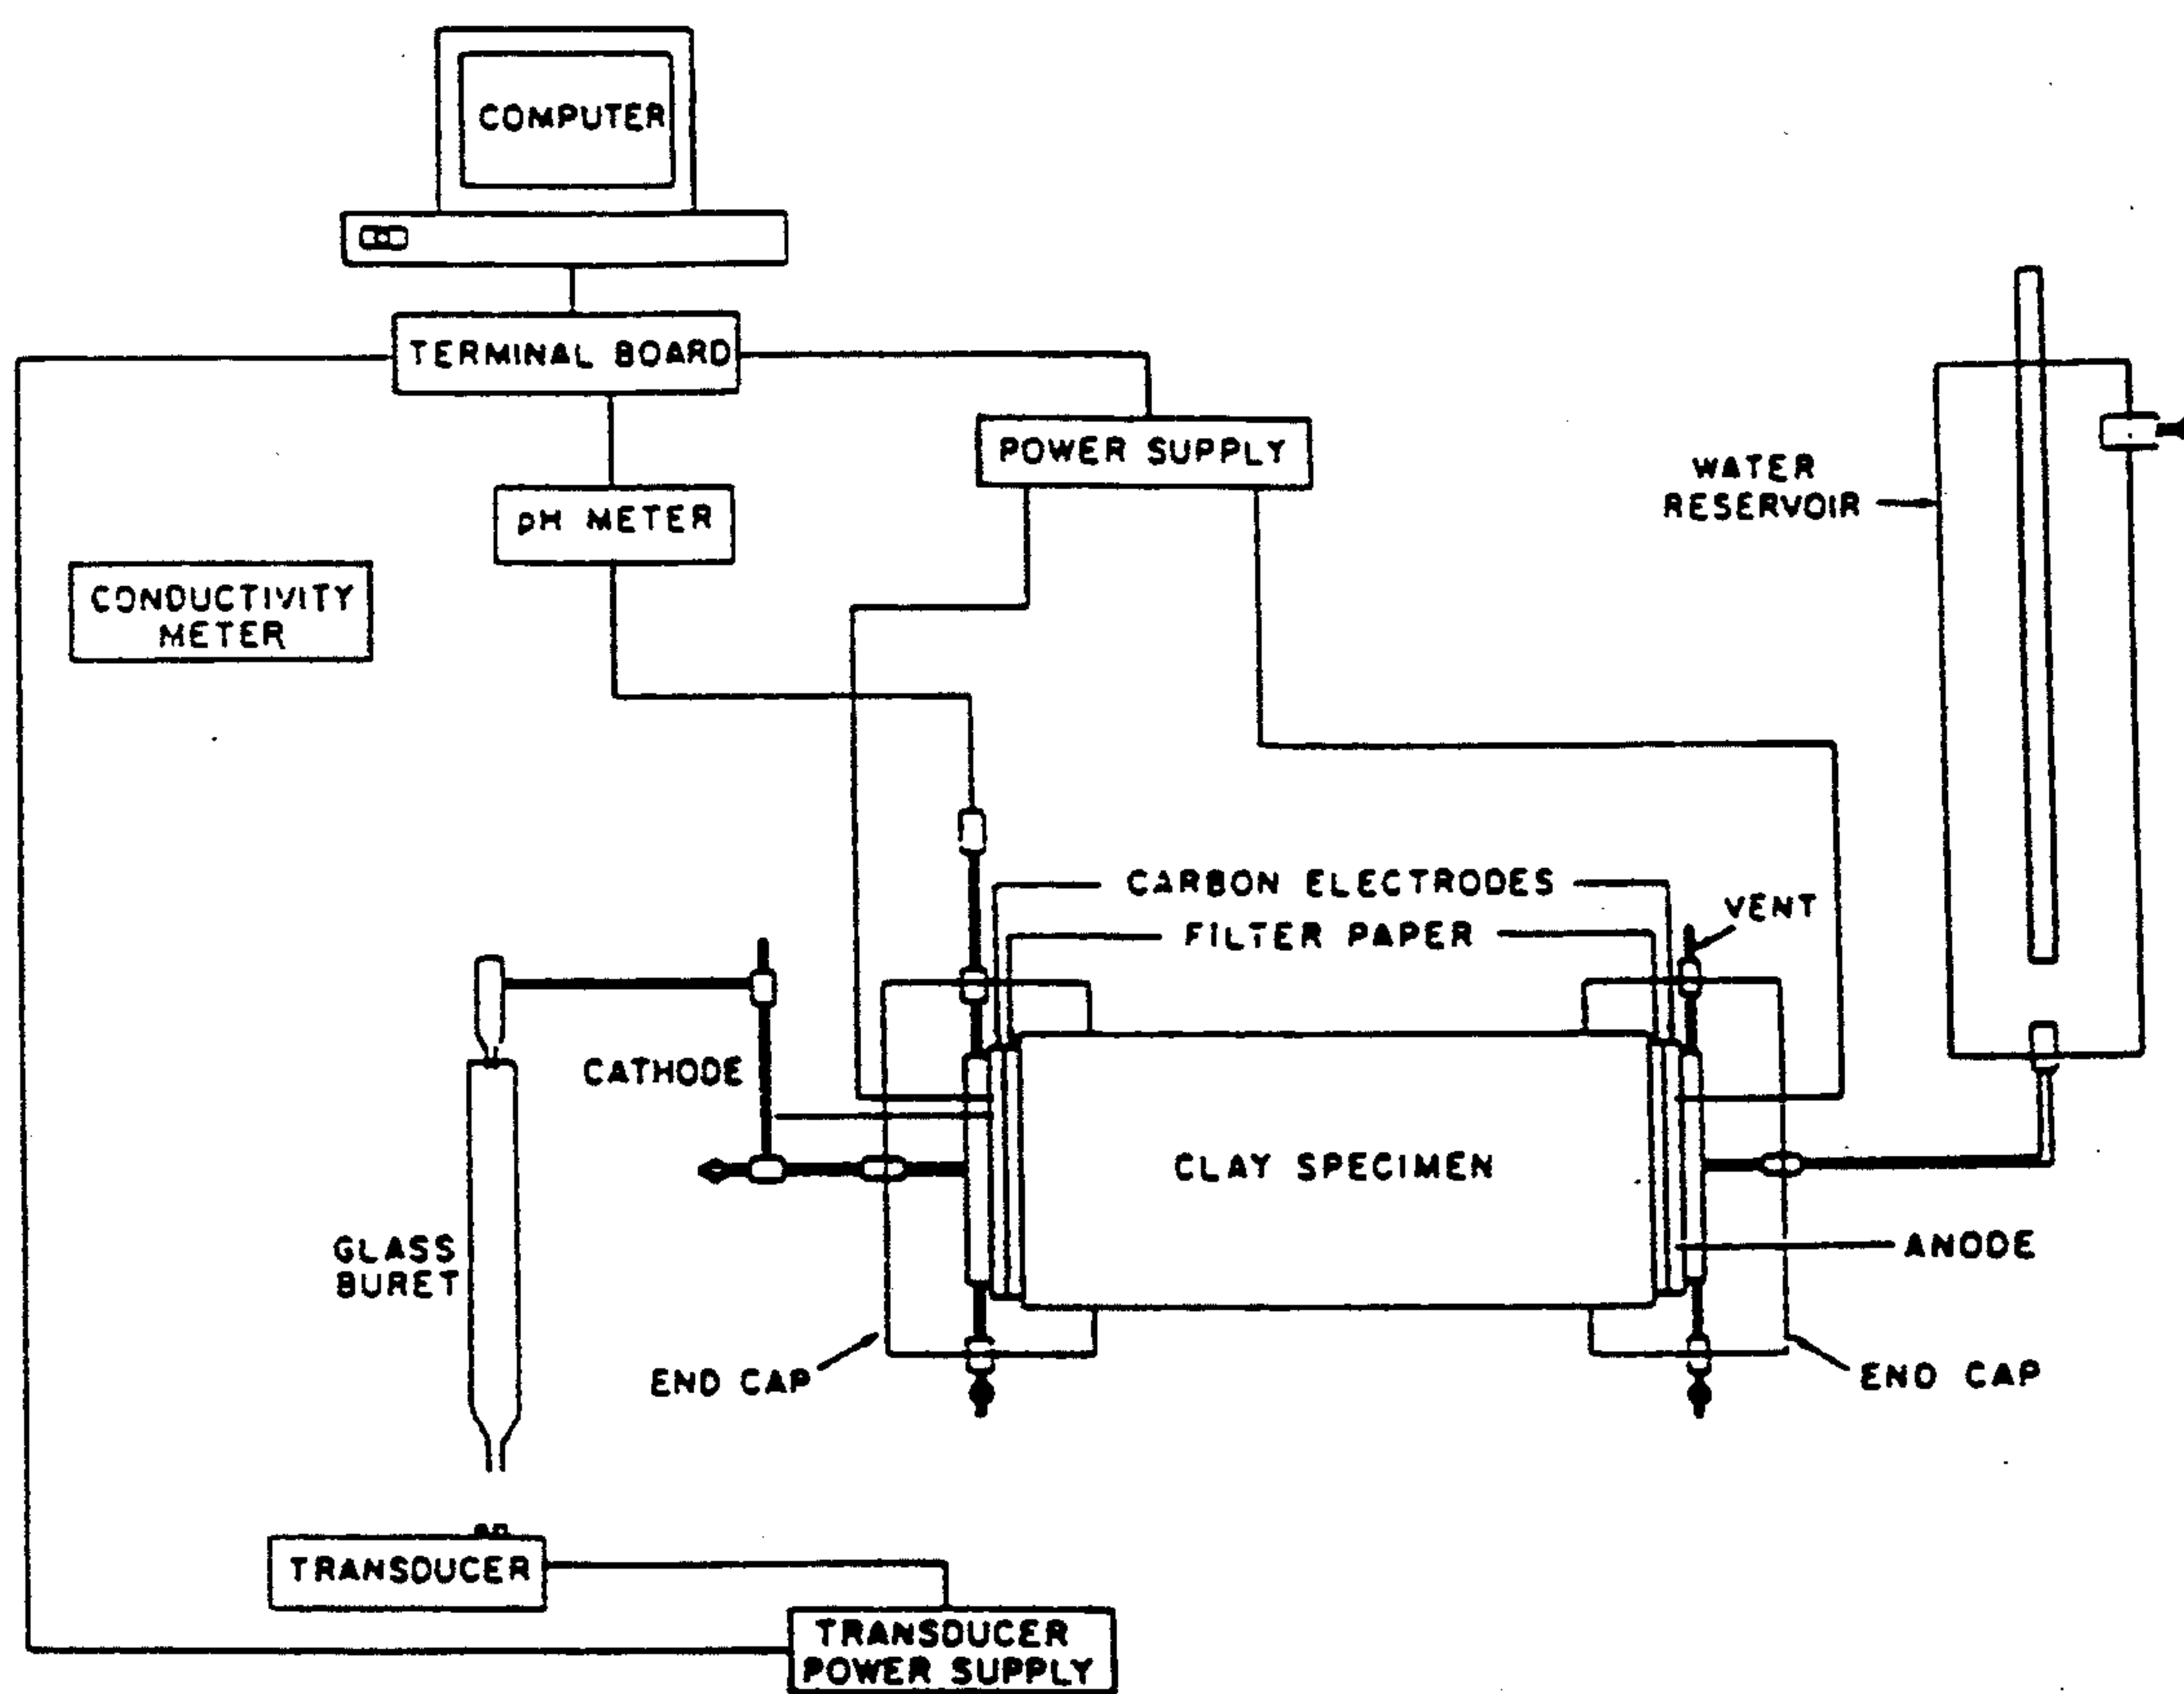 COMPUTER
TERMINAL BOARD
POWER SUPPLY
WATER
RESERVOIR
pH METER
CONDUCTIVITY
METER
CARBON ELECTRODES
VENT
FILTER PAPER
CATHODE
CLAY SPECIMEN
GLASS
BURET
ANODE
END CAP
END CAP
TRANSDUCER
TRANSDUCER
POWER SUPPLY